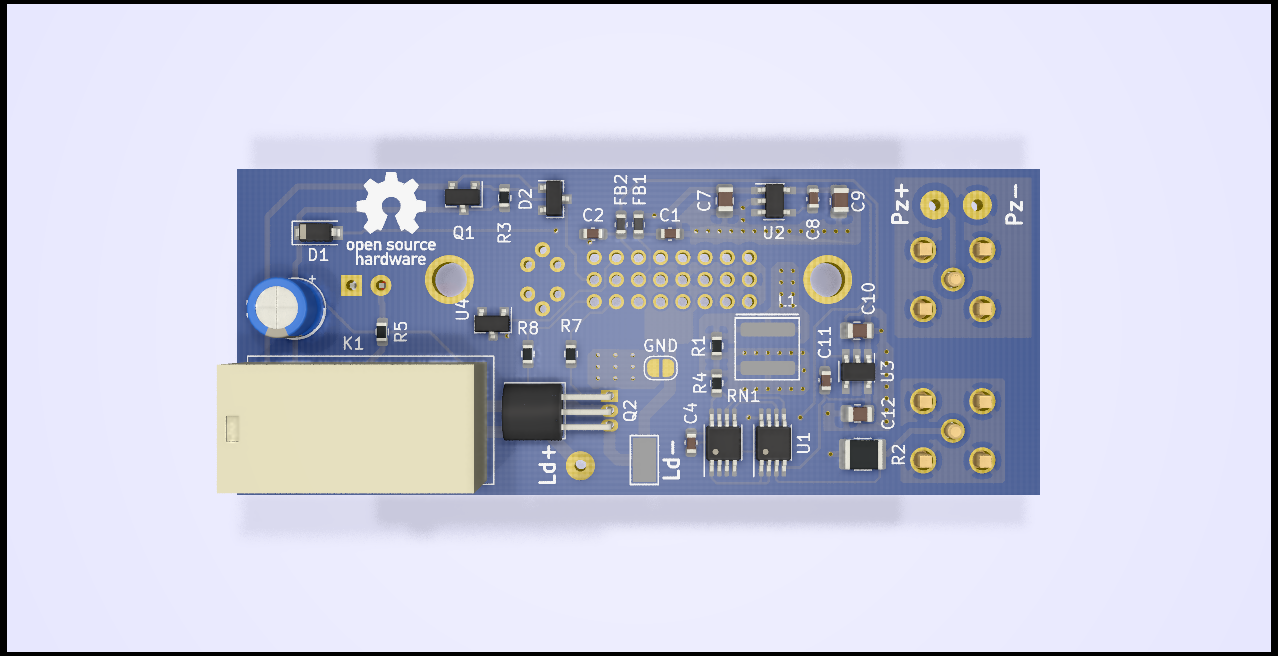 FB2
FB1
Pz+
Pz-
C7
C9
D2
C2
C1
Q1
R3
U2
C8
open source
hardware
D1
+
U4
L1
C10
R8
R7
R5
K1
GND
R1
C11
U3
R4
RN1
Q2
C4
C12
U1
R2
Ld+
Ld-